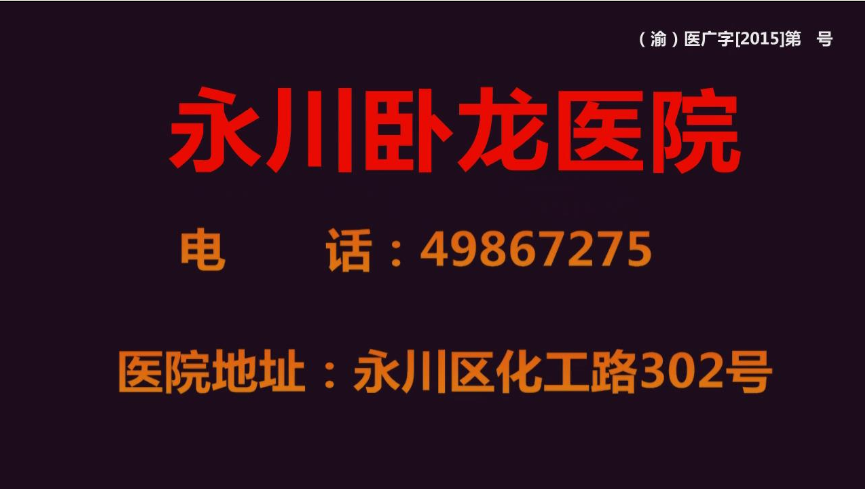 （渝）医广字[2015]第 号
永川卧龙医院
电 话：49867275
医院地址：永川区化工路302号